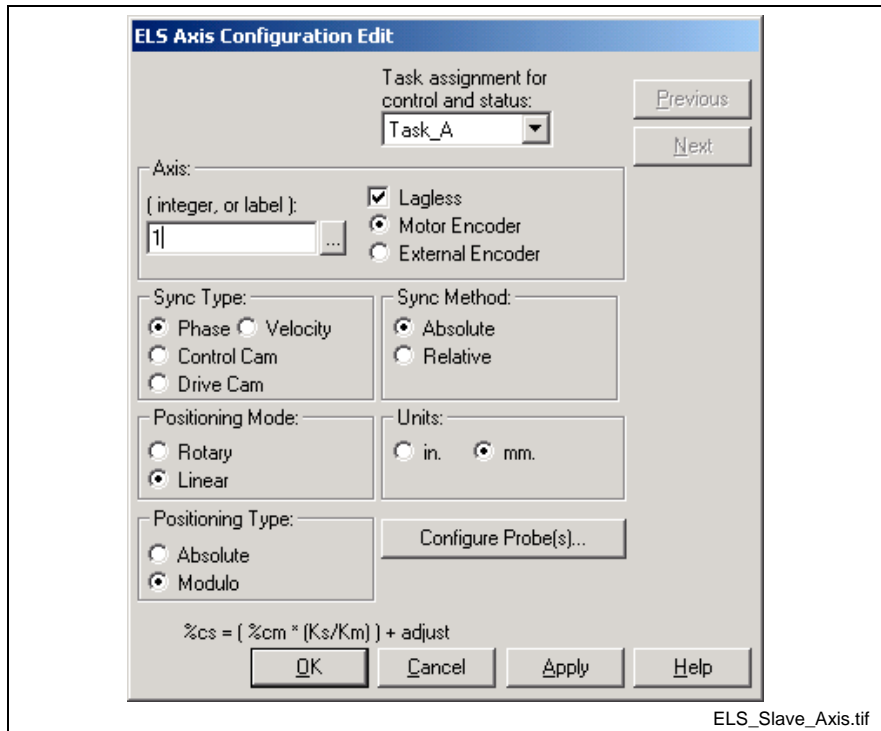 ELS Axis Configuration Edit
Task assignment for
control and status:
Task_A
Previous
Next
Axis:
( integer, or label ):
1
...
Lagless
Motor Encoder
External Encoder
Sync Type:
Phase Velocity
Control Cam
Drive Cam
Sync Method:
Absolute
Relative
Positioning Mode:
Rotary
Linear
Units:
in. mm.
Positioning Type:
Absolute
Modulo
Configure Probe(s)...
%cs = ( %cm * (Ks/Km) ) + adjust
OK Cancel Apply Help
ELS_Slave_Axis.tif